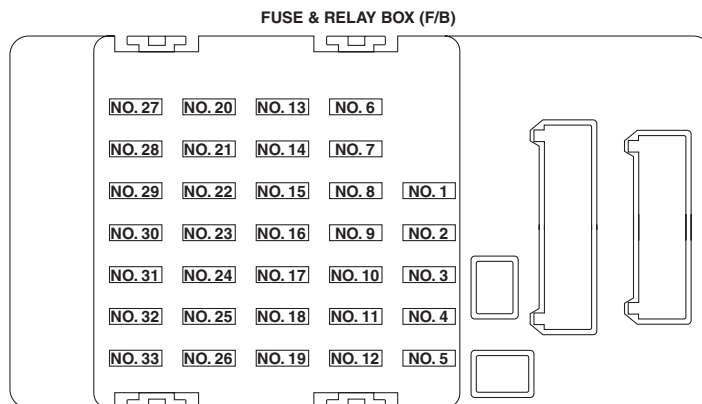 FUSE & RELAY BOX (F/B)
NO. 27 NO. 20 NO. 13 NO. 6
NO. 28 NO. 21 NO. 14 NO. 7
NO. 29 NO. 22 NO. 15 NO. 8 NO. 1
NO. 30 NO. 23 NO. 16 NO. 9 NO. 2
NO. 31 NO. 24 NO. 17 NO. 10 NO. 3
NO. 32 NO. 25 NO. 18 NO. 11 NO. 4
NO. 33 NO. 26 NO. 19 NO. 12 NO. 5